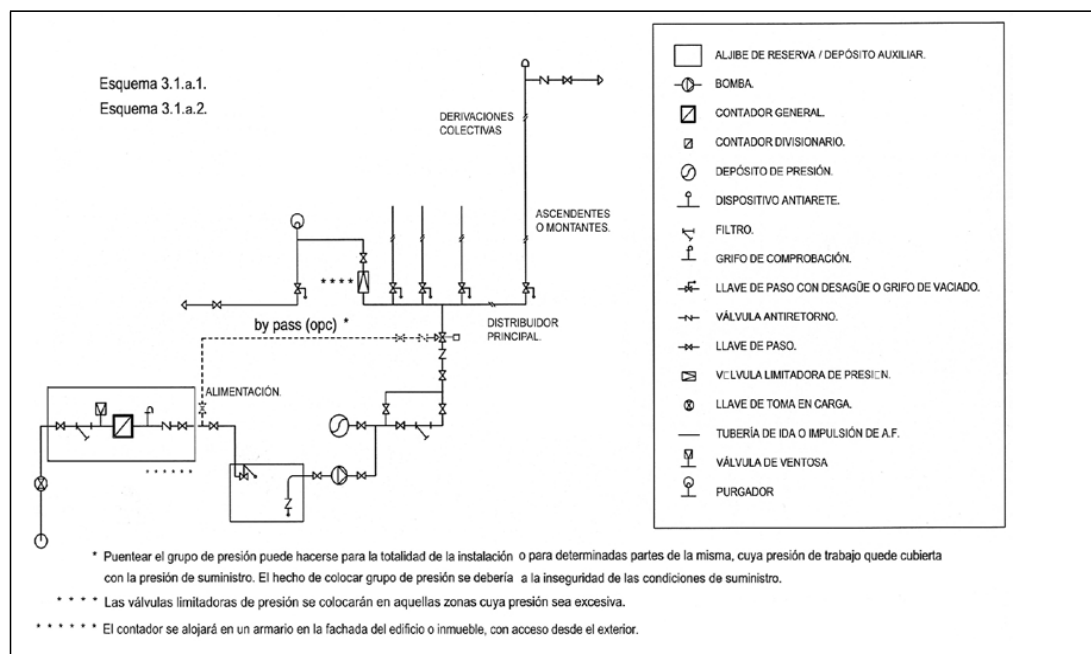 Esquema 3.1.a.1.
Esquema 3.1.a.2.
DERIVACIONES
COLECTIVAS
ASCENDENTES
O MONTANTES.
* * * *
by pass (opc) *
DISTRIBUIDOR
PRINCIPAL.
ALIMENTACIÓN.
* * * * * *
ALJIBE DE RESERVA / DEPÓSITO AUXILIAR.
BOMBA.
CONTADOR GENERAL.
CONTADOR DIVISIONARIO.
DEPÓSITO DE PRESIÓN.
DISPOSITIVO ANTIARETE.
FILTRO.
GRIFO DE COMPROBACIÓN.
LLAVE DE PASO CON DESAGÜE O GRIFO DE VACIADO.
VÁLVULA ANTIRETORNO.
LLAVE DE PASO.
V□LVULA LIMITADORA DE PRESI□N.
LLAVE DE TOMA EN CARGA.
TUBERÍA DE IDA O IMPULSIÓN DE A.F.
VÁLVULA DE VENTOSA
PURGADOR
* Puentear el grupo de presión puede hacerse para la totalidad de la instalación o para determinadas partes de la misma, cuya presión de trabajo quede cubierta
con la presión de suministro. El hecho de colocar grupo de presión se debería a la inseguridad de las condiciones de suministro.
* * * * Las válvulas limitadoras de presión se colocarán en aquellas zonas cuya presión sea excesiva.
* * * * * * El contador se alojará en un armario en la fachada del edificio o inmueble, con acceso desde el exterior.